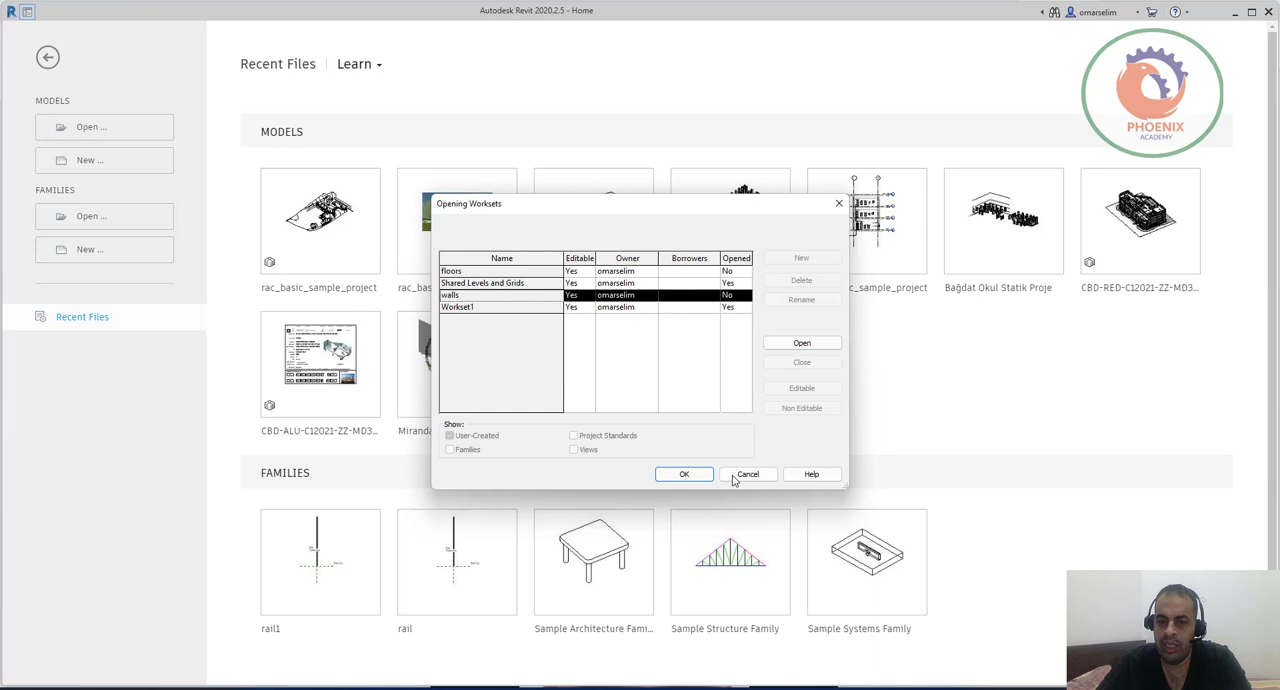 Autodesk Revit 2020.2.5 - Home
omarselim
Recent Files
Learn
PHOENIX
ACADEMY
MODELS
Open ...
New ...
FAMILIES
Open ...
New ...
Recent Files
MODELS
rac_basic_sample_project
Bağdat Okul Statik Proje
CBD-RED-C12021-ZZ-MD3...
CBD-ALU-C12021-ZZ-MD3...
Opening Worksets
Name Editable Owner Borrowers Opened
floors Yes omarselim No
Shared Levels and Grids Yes omarselim Yes
walls Yes omarselim No
Workset1 Yes omarselim Yes
New
Delete
Rename
Open
Close
Editable
Non Editable
Show:
User-Created Project Standards
Families Views
OK Cancel Help
FAMILIES
rail1
rail
Sample Architecture Fami...
Sample Structure Family
Sample Systems Family